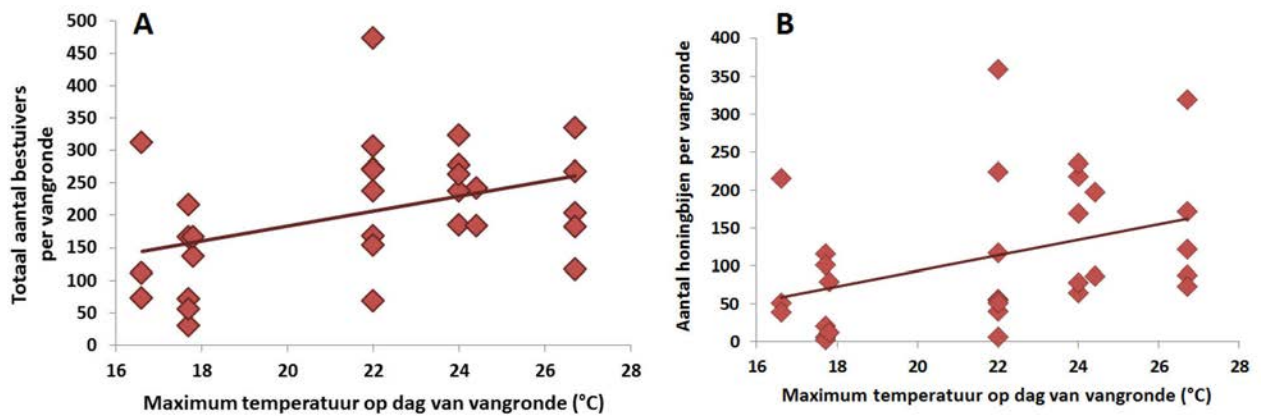 A
Totaal aantal bestuivers
per vangronde
500
450
400
350
300
250
200
150
100
50
0
16 18 20 22 24 26 28
Maximum temperatuur op dag van vangronde (°C)
B
Aantal honingbijen per vangronde
400
350
300
250
200
150
100
50
0
16 18 20 22 24 26 28
Maximum temperatuur op dag van vangronde (°C)